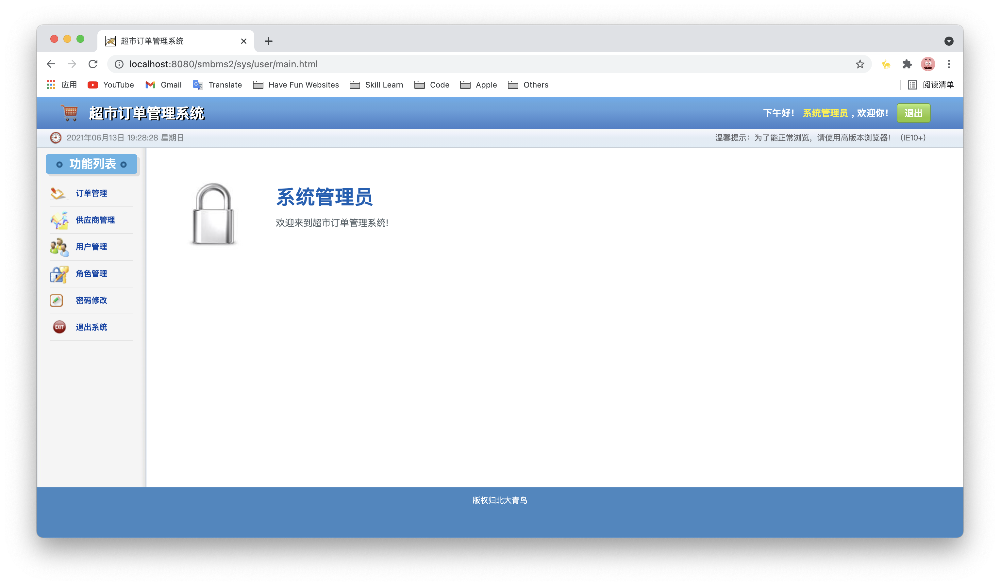 超市订单管理系统
localhost:8080/smbms2/sys/user/main.html
应用 YouTube Gmail Translate Have Fun Websites Skill Learn Code Apple Others 阅读清单
超市订单管理系统 下午好！ 系统管理员 , 欢迎你！ 退出
2021年06月13日 19:28:28 星期日 温馨提示：为了能正常浏览，请使用高版本浏览器！（IE10+）
功能列表
订单管理
供应商管理
用户管理
角色管理
密码修改
EXIT 退出系统
系统管理员
欢迎来到超市订单管理系统!
版权归北大青鸟